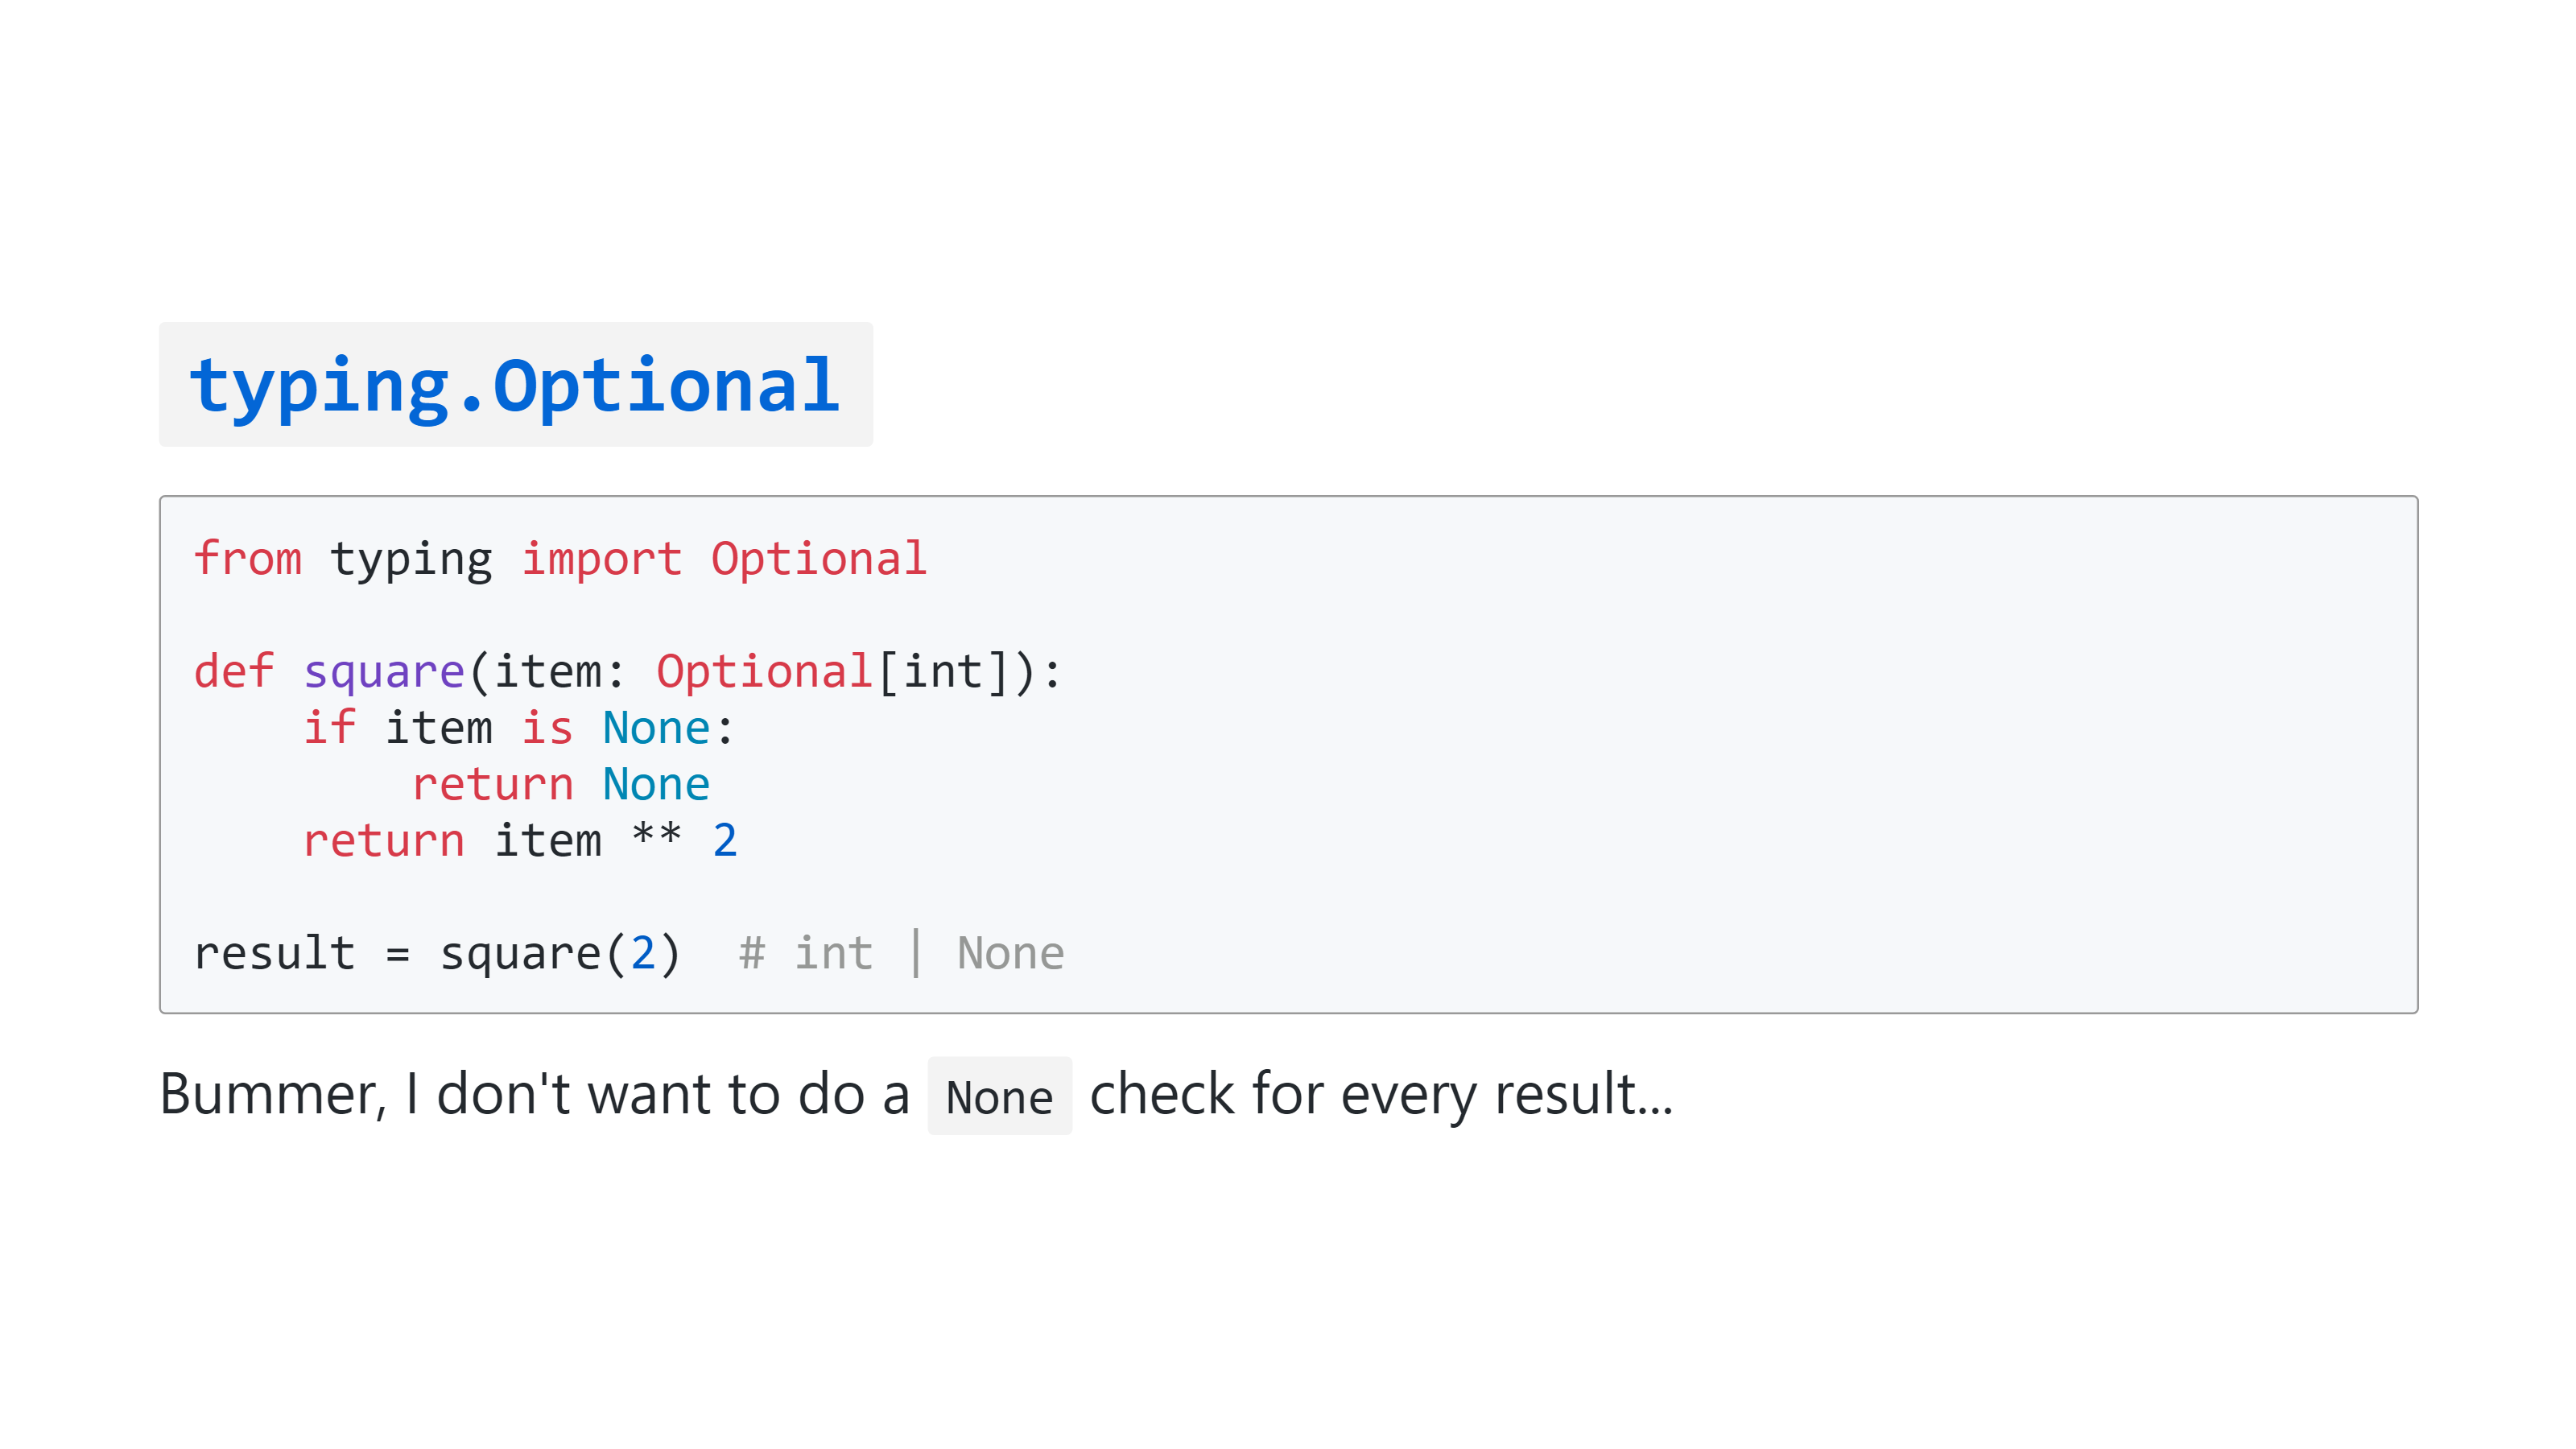 typing.Optional
from typing import Optional
def square(item: Optional[int]):
    if item is None:
        return None
    return item ** 2
result = square(2)  # int | None
Bummer, I don't want to do a None check for every result...